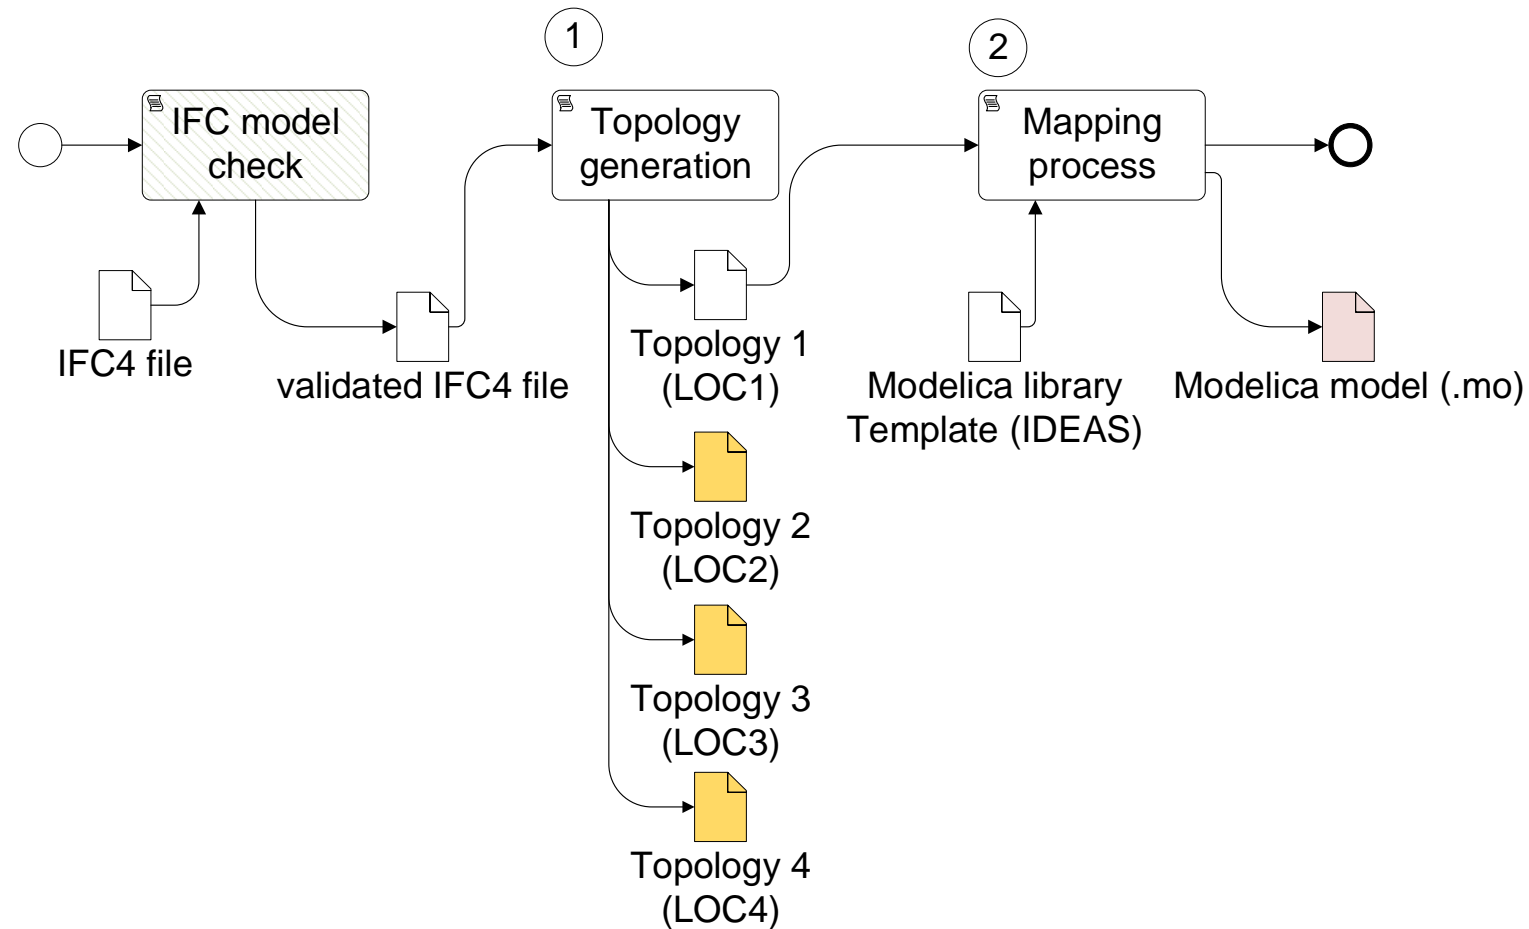 1
2
IFC model
check
Topology
generation
Mapping
process
IFC4 file
validated IFC4 file
Topology 1
(LOC1)
Modelica library
Template (IDEAS)
Modelica model (.mo)
Topology 2
(LOC2)
Topology 3
(LOC3)
Topology 4
(LOC4)